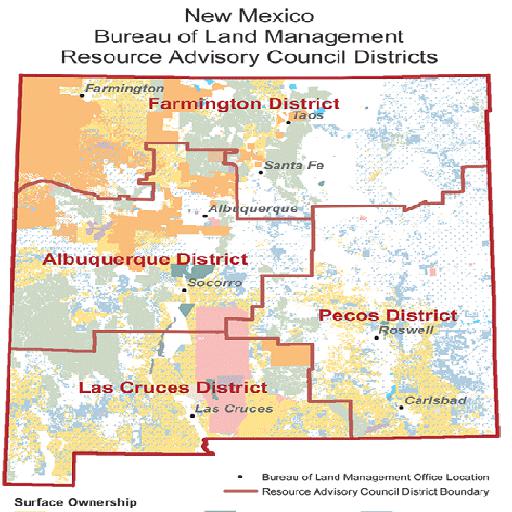 New Mexico
Bureau of Land Management
Resource Advisory Council Districts
Farmington
Farmington District
Taos
Santa Fe
Albuquerque
Albuquerque District
Socorro
Pecos District
Roswell
Las Cruces District
Carlsbad
Las Cruces
Bureau of Land Management Office Location
Resource Advisory Council District Boundary
Surface Ownership